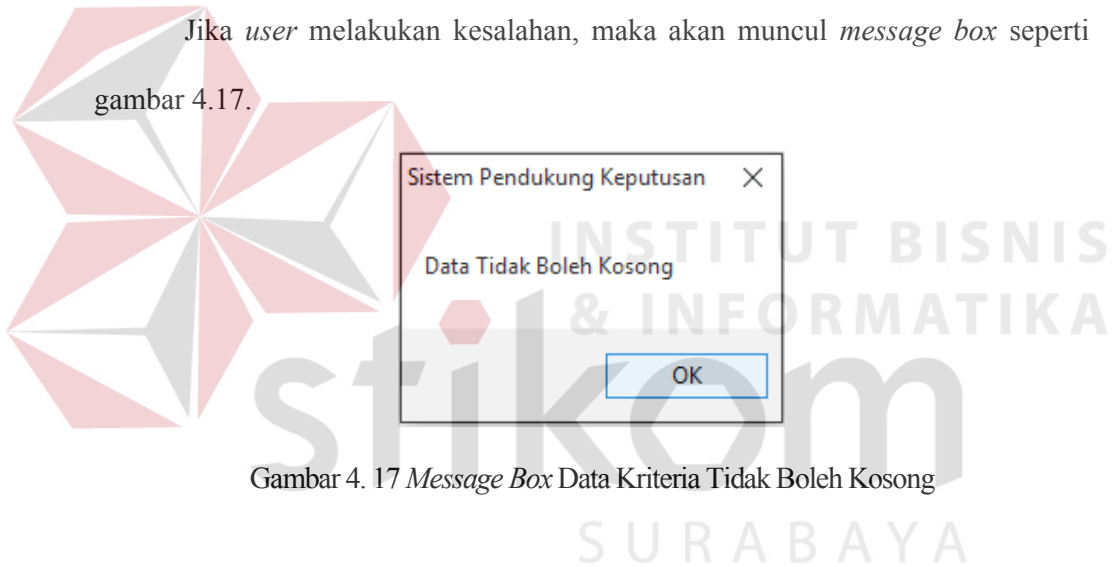 Jika user melakukan kesalahan, maka akan muncul message box seperti
gambar 4.17.
Sistem Pendukung Keputusan
INSTITUT BISNIS
Data Tidak Boleh Kosong
& INFORMATIKA
OK
stikom
Gambar 4. 17 Message Box Data Kriteria Tidak Boleh Kosong
SURABAYA